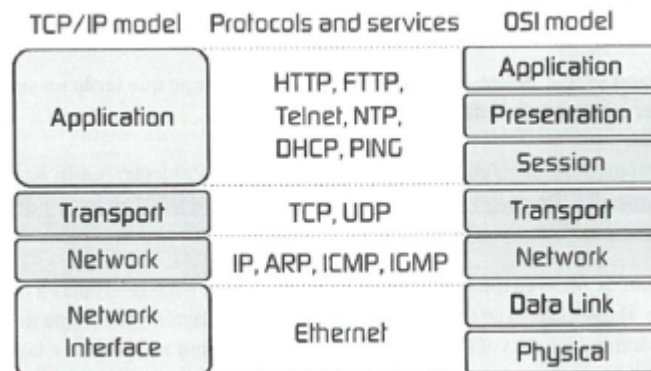 TCP/IP model Protocols and services OSI model
Application
HTTP, FTTP,
Telnet, NTP,
DHCP, PING
Application
Presentation
Session
Transport TCP, UDP Transport
Network IP, ARP, ICMP, IGMP Network
Network
Interface
Ethernet
Data Link
Physical